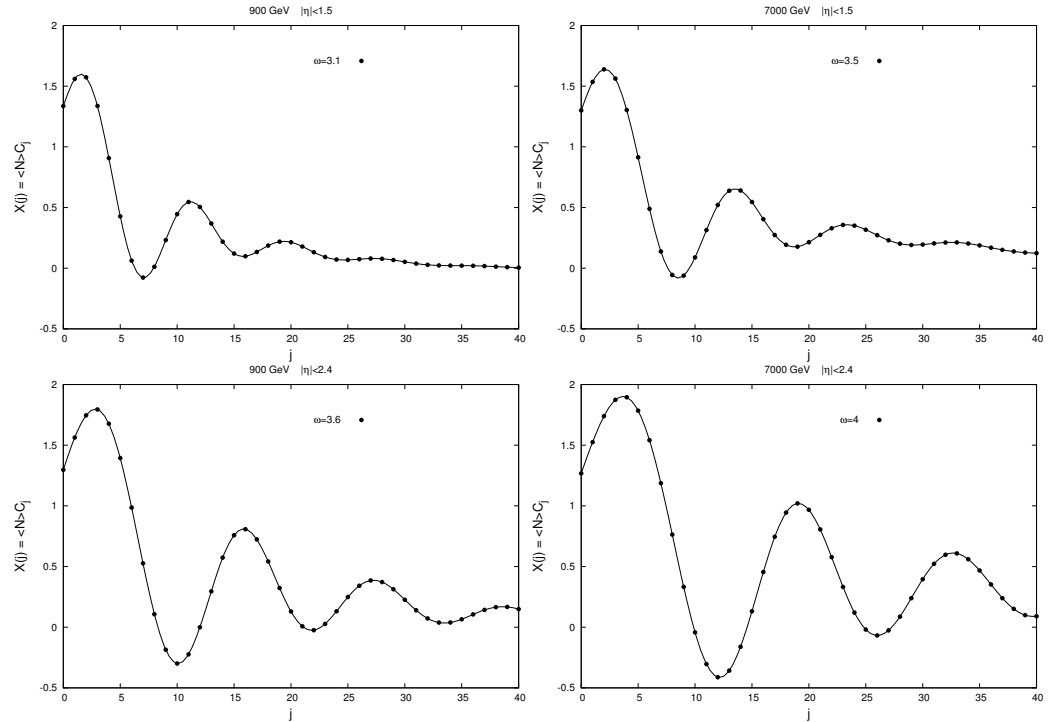 900 GeV |η|<1.5
ω=3.1
X(j) = <N>C_j
2
1.5
1
0.5
0
-0.5
0 5 10 15 20 25 30 35 40
j
7000 GeV |η|<1.5
ω=3.5
X(j) = <N>C_j
2
1.5
1
0.5
0
-0.5
0 5 10 15 20 25 30 35 40
j
900 GeV |η|<2.4
ω=3.6
X(j) = <N>C_j
2
1.5
1
0.5
0
-0.5
0 5 10 15 20 25 30 35 40
j
7000 GeV |η|<2.4
ω=4
X(j) = <N>C_j
2
1.5
1
0.5
0
-0.5
0 5 10 15 20 25 30 35 40
j